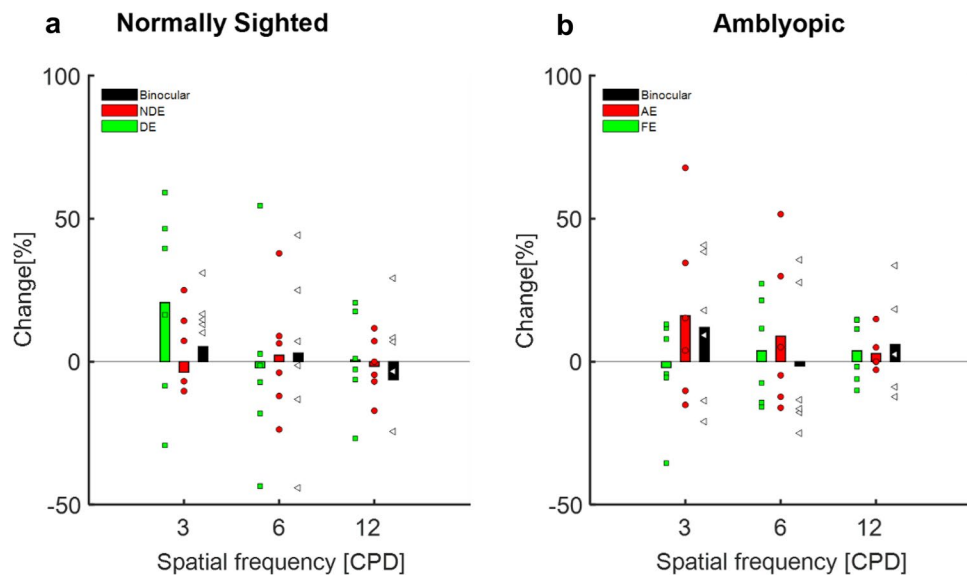 a Normally Sighted
100
50
0
-50
Change[%]
Binocular
NDE
DE
3 6 12
Spatial frequency [CPD]
b Amblyopic
100
50
0
-50
Change[%]
Binocular
AE
FE
3 6 12
Spatial frequency [CPD]